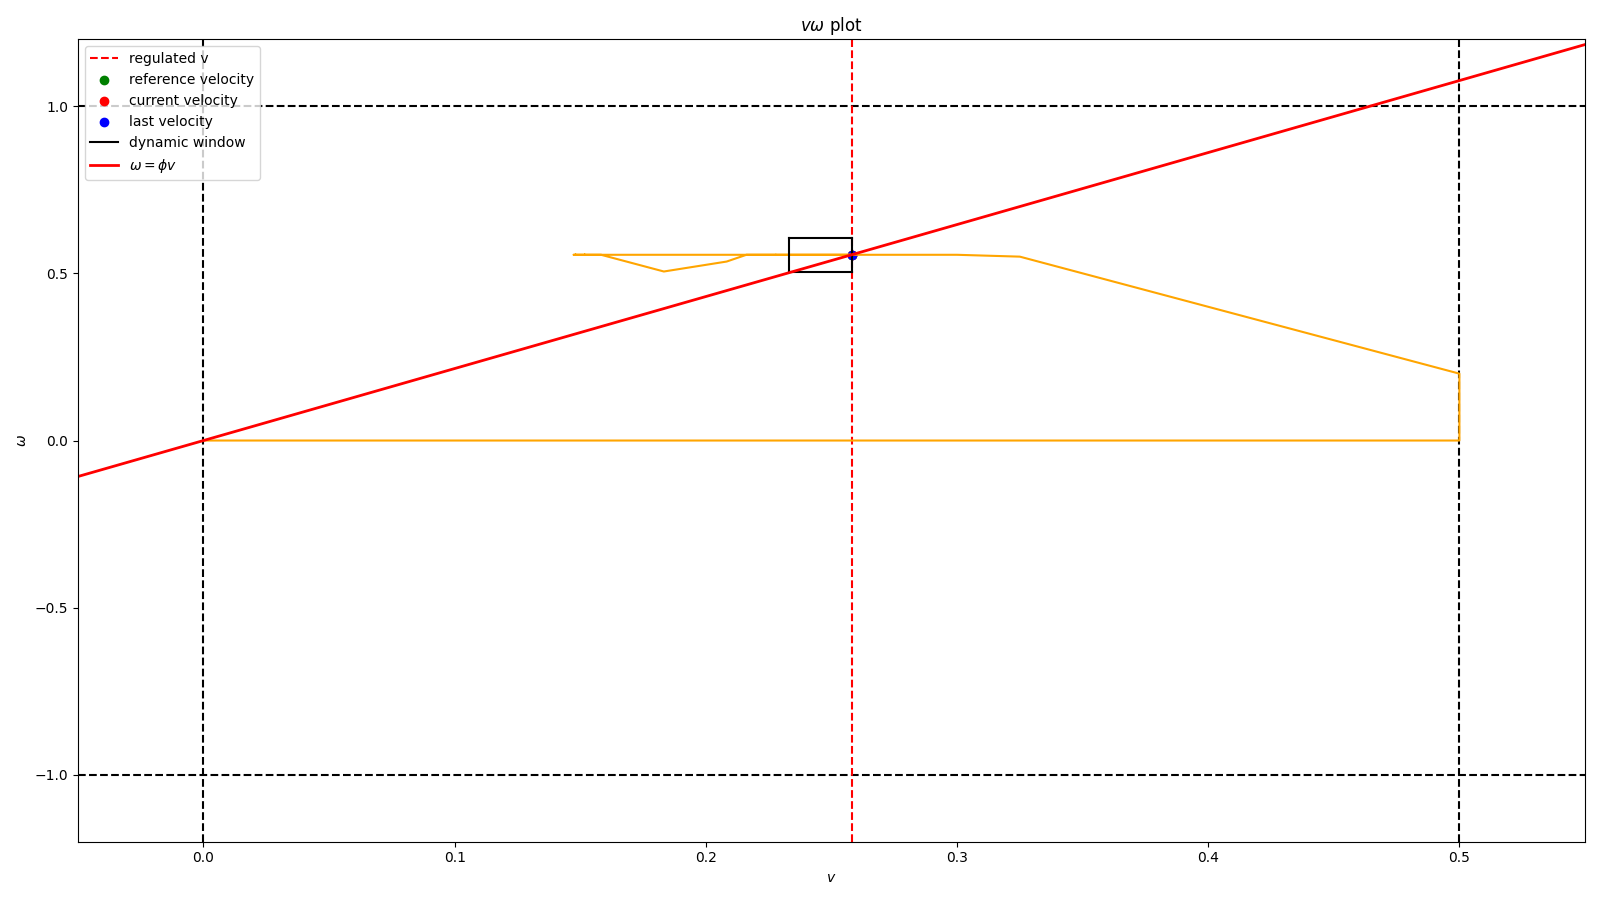 vω plot
regulated v
reference velocity
current velocity
last velocity
dynamic window
ω = ϕv
1.0
0.5
0.0
−0.5
−1.0
ω
0.0 0.1 0.2 0.3 0.4 0.5
v